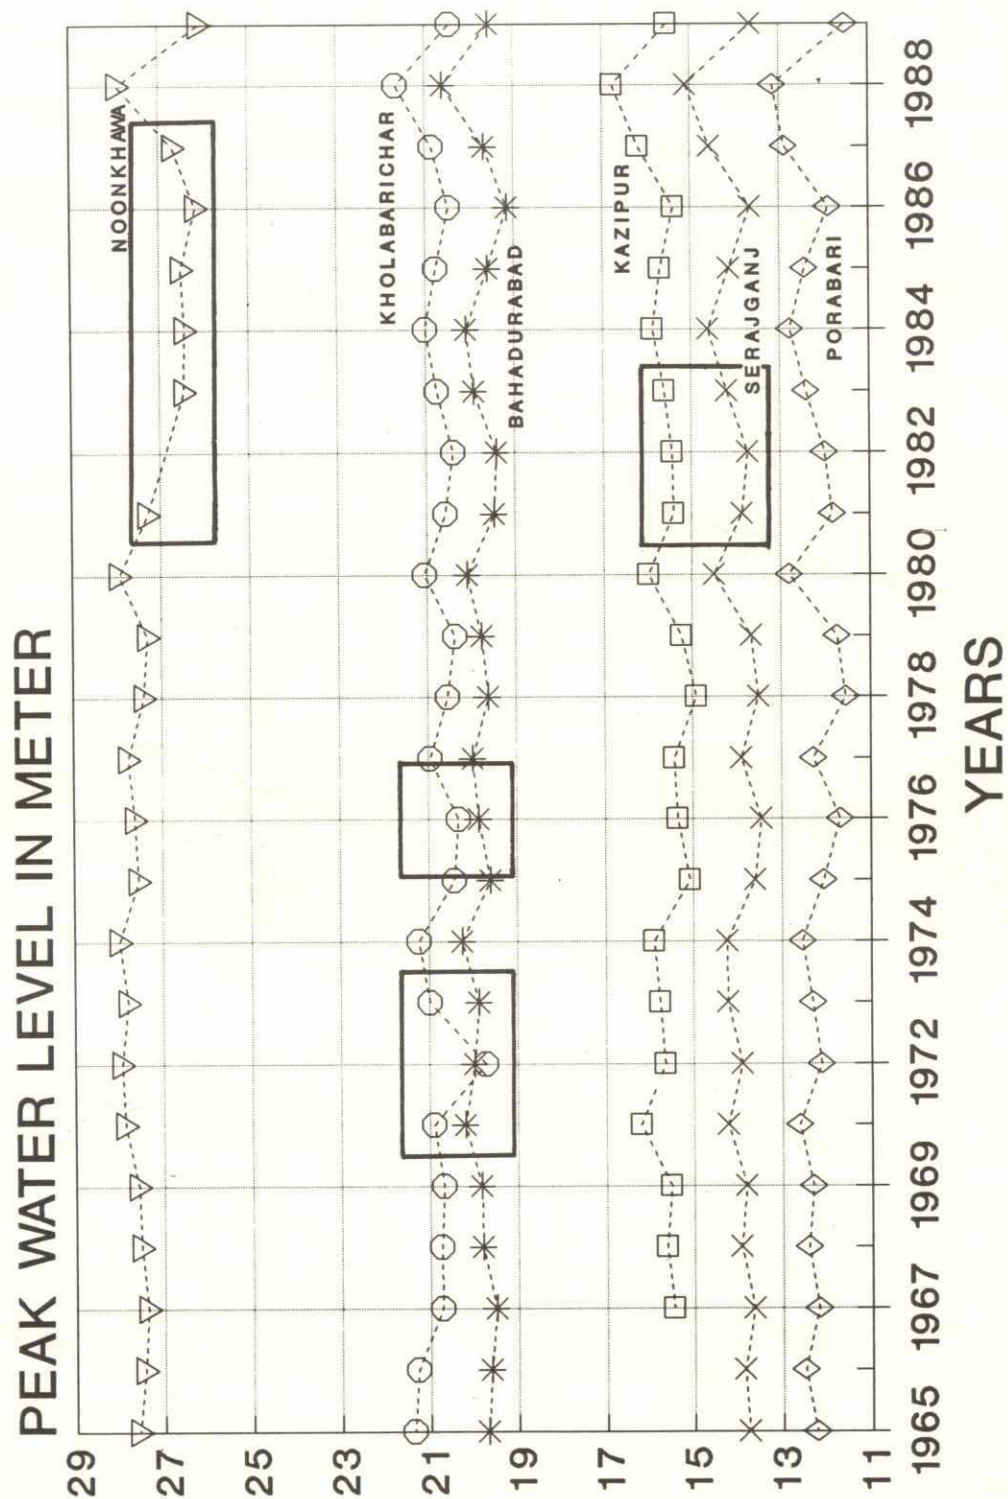 PEAK WATER LEVEL IN METER
29
27
25
23
21
19
17
15
13
11
NOONKHAWA
KHOLABARICHAR
BAHADURABAD
KAZIPUR
SERAJGANJ
PORABARI
1965 1967 1969 1972 1974 1976 1978 1980 1982 1984 1986 1988
YEARS